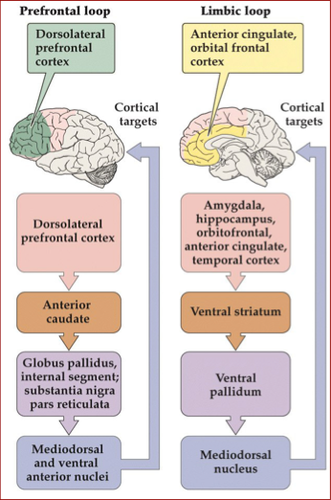 Prefrontal loop
Dorsolateral
prefrontal
cortex
Cortical
targets
Dorsolateral
prefrontal cortex
Anterior
caudate
Globus pallidus,
internal segment;
substantia nigra
pars reticulata
Mediodorsal
and ventral
anterior nuclei
Limbic loop
Anterior cingulate,
orbital frontal
cortex
Cortical
targets
Amygdala,
hippocampus,
orbitofrontal,
anterior cingulate,
temporal cortex
Ventral striatum
Ventral
pallidum
Mediodorsal
nucleus